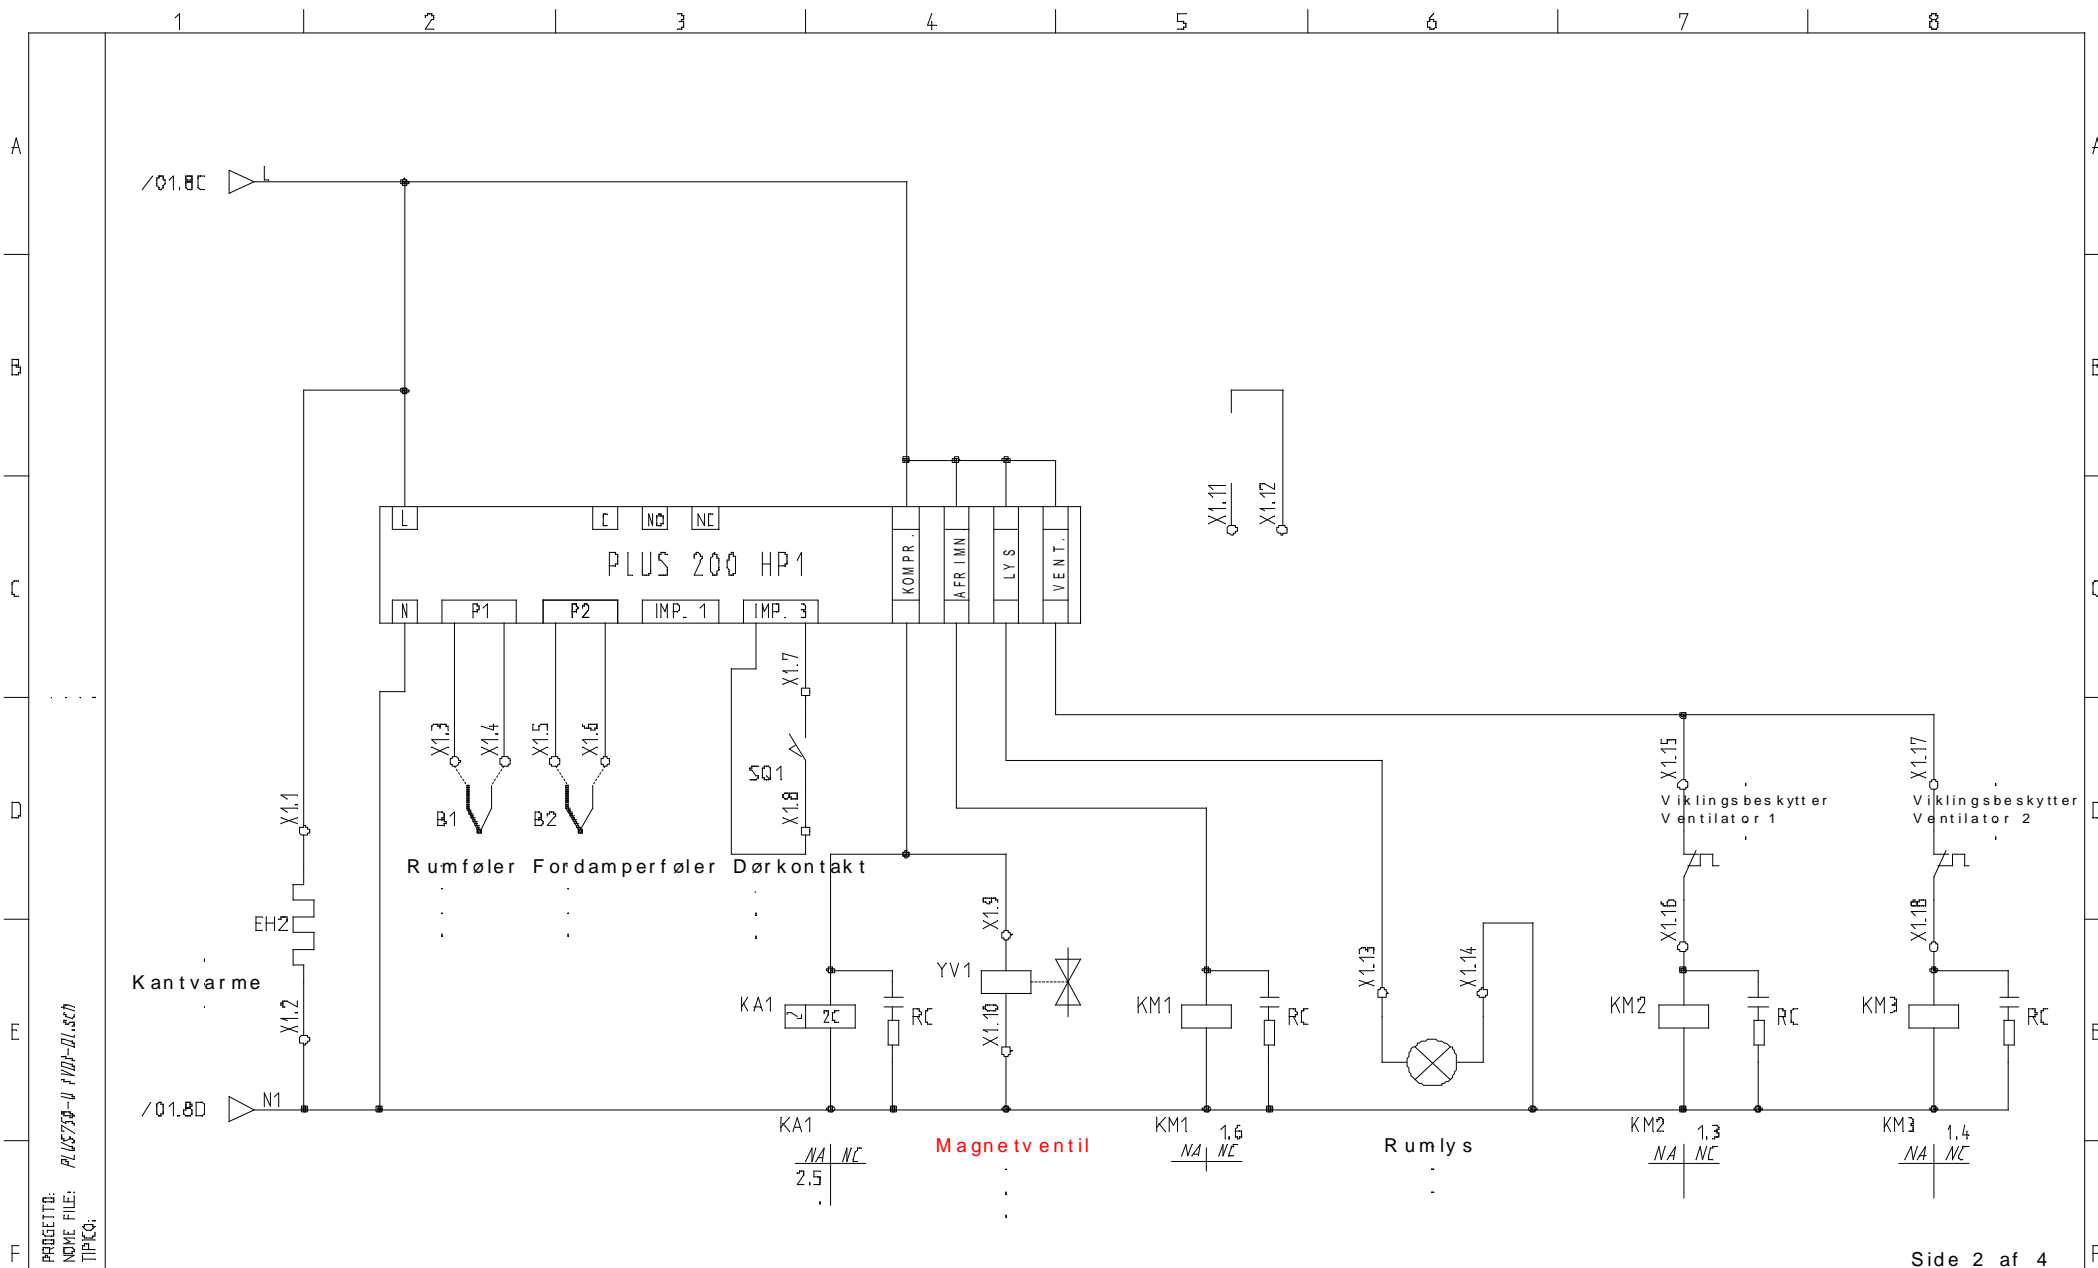 1 2 3 4 5 6 7 8
A A
/01.8C L
B B
X1.11 X1.12
L C NO NC
PLUS 200 HP1
KOMPR. AFRIMN LYS VENT.
C C
N P1 P2 IMP. 1 IMP. 3
X1.7
X1.3 X1.4 X1.5 X1.6
X1.15 X1.17
SQ1
X1.1 X1.8
D D
B1 B2
Viklingsbeskytter
Ventilator 1
Viklingsbeskytter
Ventilator 2
Rumføler Fordamperføler Dørkontakt
X1.9
X1.16 X1.18
EH2
X1.13 X1.14
YV1
Kantvarme
X1.2
KA1 2 2C RC
X1.10
KM1 RC
KM2 RC
KM3 RC
E E
/01.8D N1
KA1
NA NC
2.5
Magnetventil
KM1 1,6
NA NC
Rumlys
KM2 1,3
NA NC
KM3 1,4
NA NC
PROGETTO:
NOME FILE:
TIPICO:
F F
Side 2 af 4